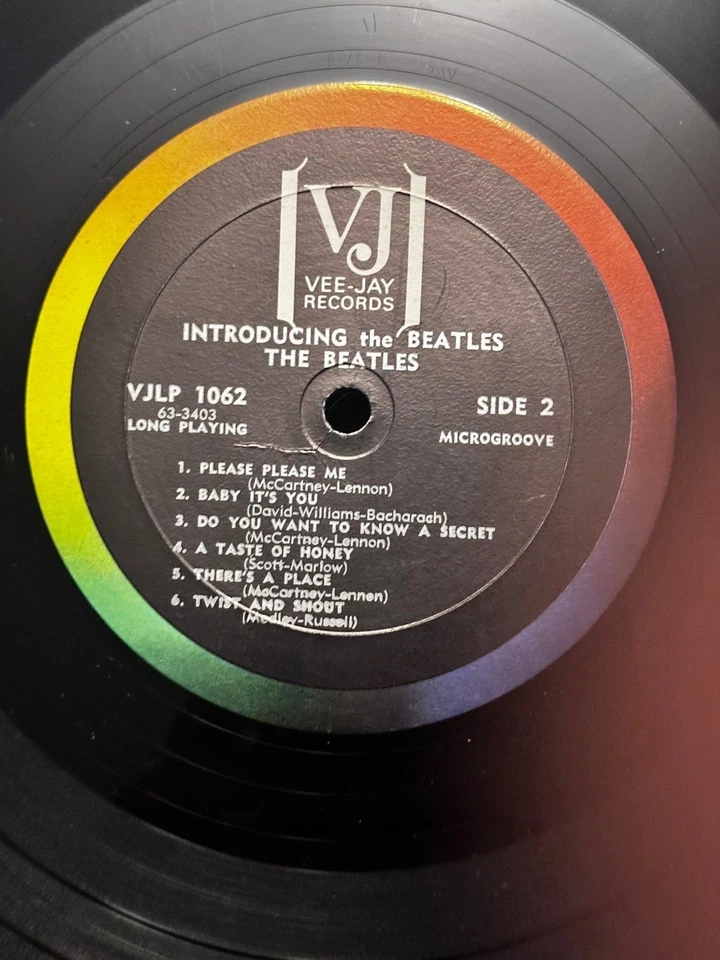 VJ
VEE-JAY
RECORDS
INTRODUCING the BEATLES
THE BEATLES
VJLP 1062
63-3403
LONG PLAYING
SIDE 2
MICROGROOVE
1. PLEASE PLEASE ME
(McCartney-Lennon)
2. BABY IT'S YOU
(David-Williams-Bacharach)
3. DO YOU WANT TO KNOW A SECRET
(McCartney-Lennon)
4. A TASTE OF HONEY
(Scott-Marlow)
5. THERE'S A PLACE
(McCartney-Lennon)
6. TWIST AND SHOUT
(Medley-Russell)